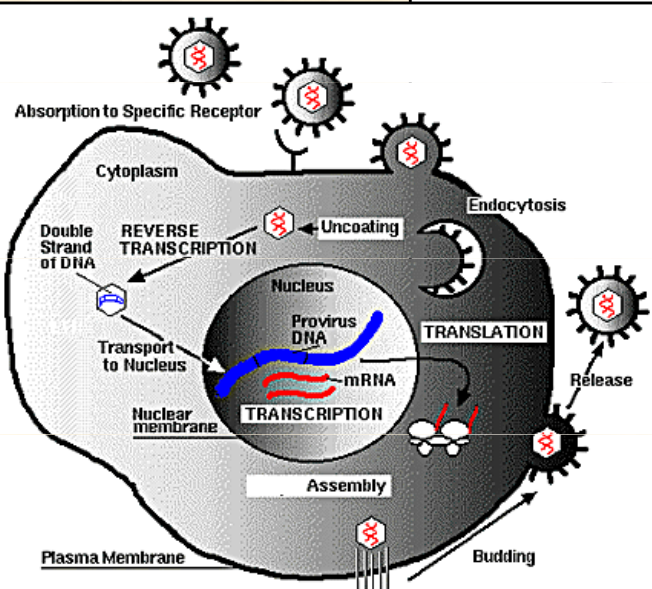 Absorption to Specific Receptor
Cytoplasm
Endocytosis
Double
Strand
of DNA
REVERSE
TRANSCRIPTION
Uncoating
Nucleus
Provirus
DNA
TRANSLATION
Transport
to Nucleus
mRNA
Release
Nuclear
membrane
TRANSCRIPTION
Assembly
Plasma Membrane
Budding